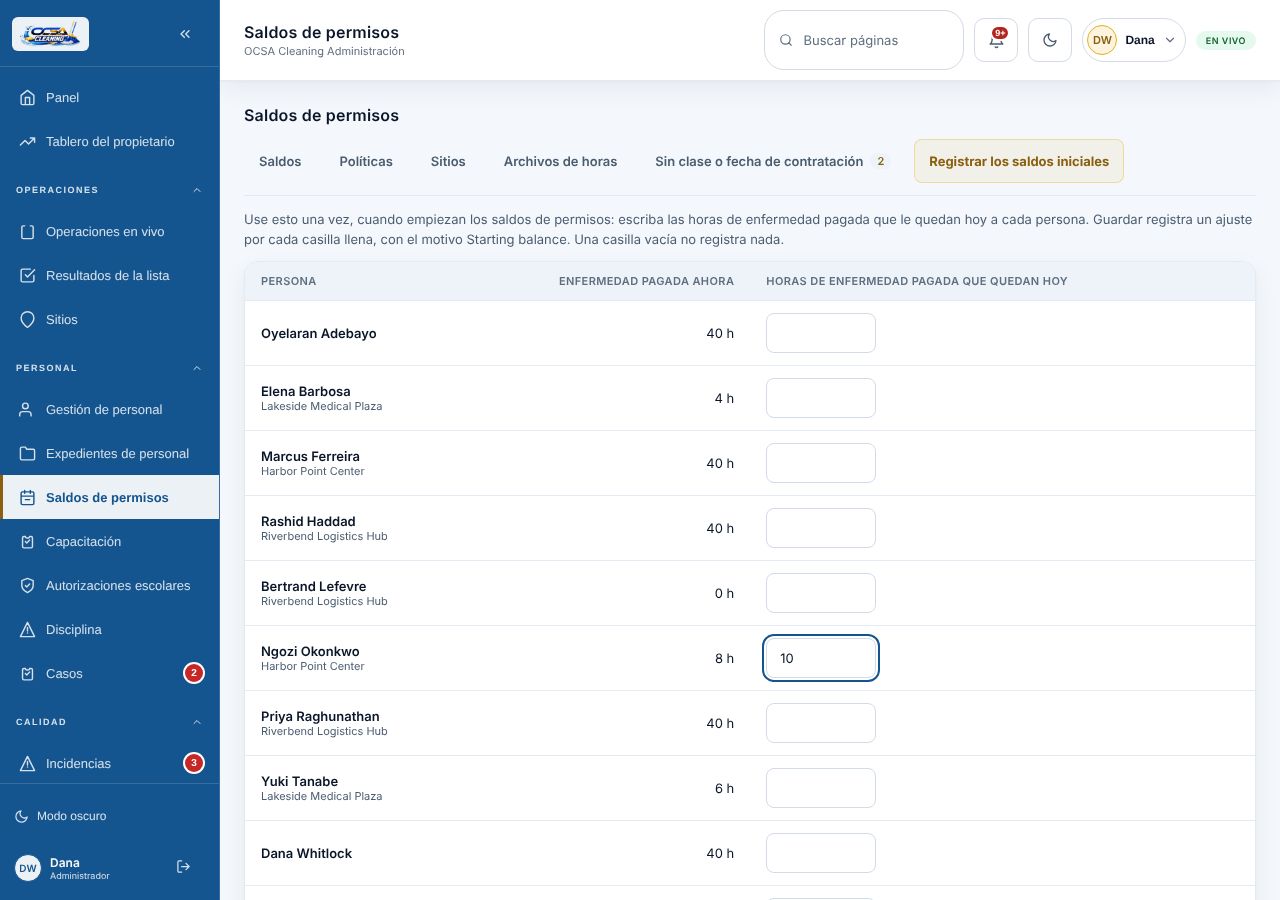 OCSA
CLEANING
Panel
Tablero del propietario
OPERACIONES
Operaciones en vivo
Resultados de la lista
Sitios
PERSONAL
Gestión de personal
Expedientes de personal
Saldos de permisos
Capacitación
Autorizaciones escolares
Disciplina
Casos 2
CALIDAD
Incidencias 3
Modo oscuro
DW Dana
Administrador
Saldos de permisos
OCSA Cleaning Administración
Buscar páginas
9+
DW Dana
EN VIVO
Saldos de permisos
Saldos Políticas Sitios Archivos de horas Sin clase o fecha de contratación 2 Registrar los saldos iniciales
Use esto una vez, cuando empiezan los saldos de permisos: escriba las horas de enfermedad pagada que le quedan hoy a cada persona. Guardar registra un ajuste
por cada casilla llena, con el motivo Starting balance. Una casilla vacía no registra nada.
PERSONA ENFERMEDAD PAGADA AHORA HORAS DE ENFERMEDAD PAGADA QUE QUEDAN HOY
Oyelaran Adebayo 40 h
Elena Barbosa 4 h
Lakeside Medical Plaza
Marcus Ferreira 40 h
Harbor Point Center
Rashid Haddad 40 h
Riverbend Logistics Hub
Bertrand Lefevre 0 h
Riverbend Logistics Hub
Ngozi Okonkwo 8 h 10
Harbor Point Center
Priya Raghunathan 40 h
Riverbend Logistics Hub
Yuki Tanabe 6 h
Lakeside Medical Plaza
Dana Whitlock 40 h